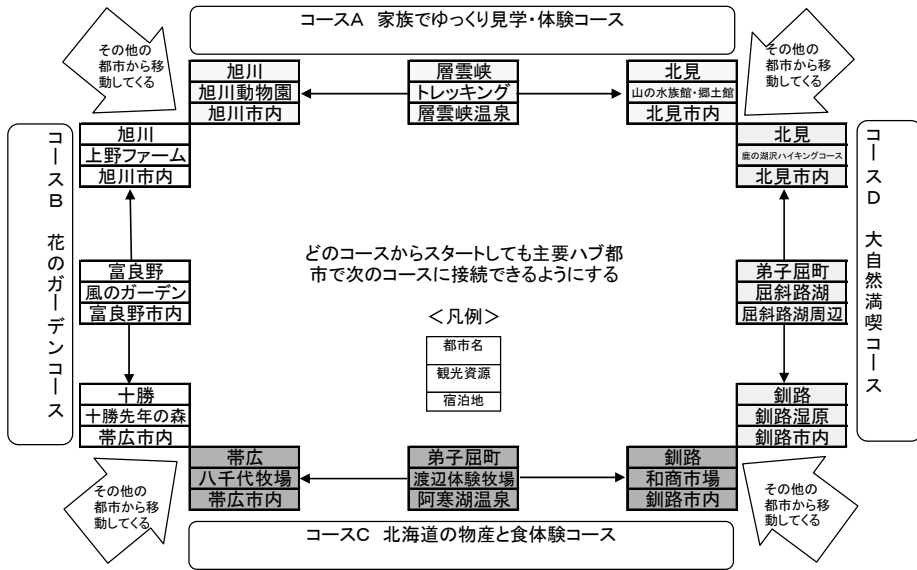 コースA 家族でゆっくり見学・体験コース
その他の
都市から移
動してくる
旭川
旭川動物園
旭川市内
層雲峡
トレッキング
層雲峡温泉
北見
山の水族館・郷土館
北見市内
その他の
都市から移
動してくる
コースB 花のガーデンコース
旭川
上野ファーム
旭川市内
北見
鹿の湖沢ハイキングコース
北見市内
コースD 大自然満喫コース
どのコースからスタートしても主要ハブ都
市で次のコースに接続できるようにする
富良野
風のガーデン
富良野市内
弟子屈町
屈斜路湖
屈斜路湖周辺
<凡例>
都市名
観光資源
宿泊地
十勝
十勝先年の森
帯広市内
釧路
釧路湿原
釧路市内
その他の
都市から移
動してくる
帯広
八千代牧場
帯広市内
弟子屈町
渡辺体験牧場
阿寒湖温泉
釧路
和商市場
釧路市内
その他の
都市から移
動してくる
コースC 北海道の物産と食体験コース